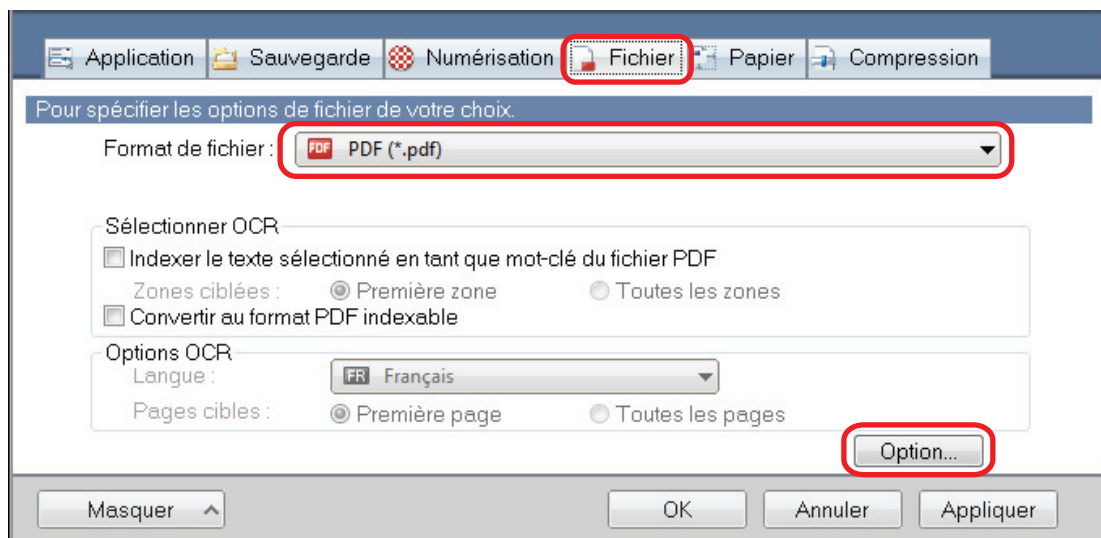 Application Sauvegarde Numérisation Fichier Papier Compression
Pour spécifier les options de fichier de votre choix.
Format de fichier : PDF PDF (*.pdf)
Sélectionner OCR
Indexer le texte sélectionné en tant que mot-clé du fichier PDF
Zones ciblées : Première zone Toutes les zones
Convertir au format PDF indexable
Options OCR
Langue : FR Français
Pages cibles : Première page Toutes les pages
Option...
Masquer OK Annuler Appliquer